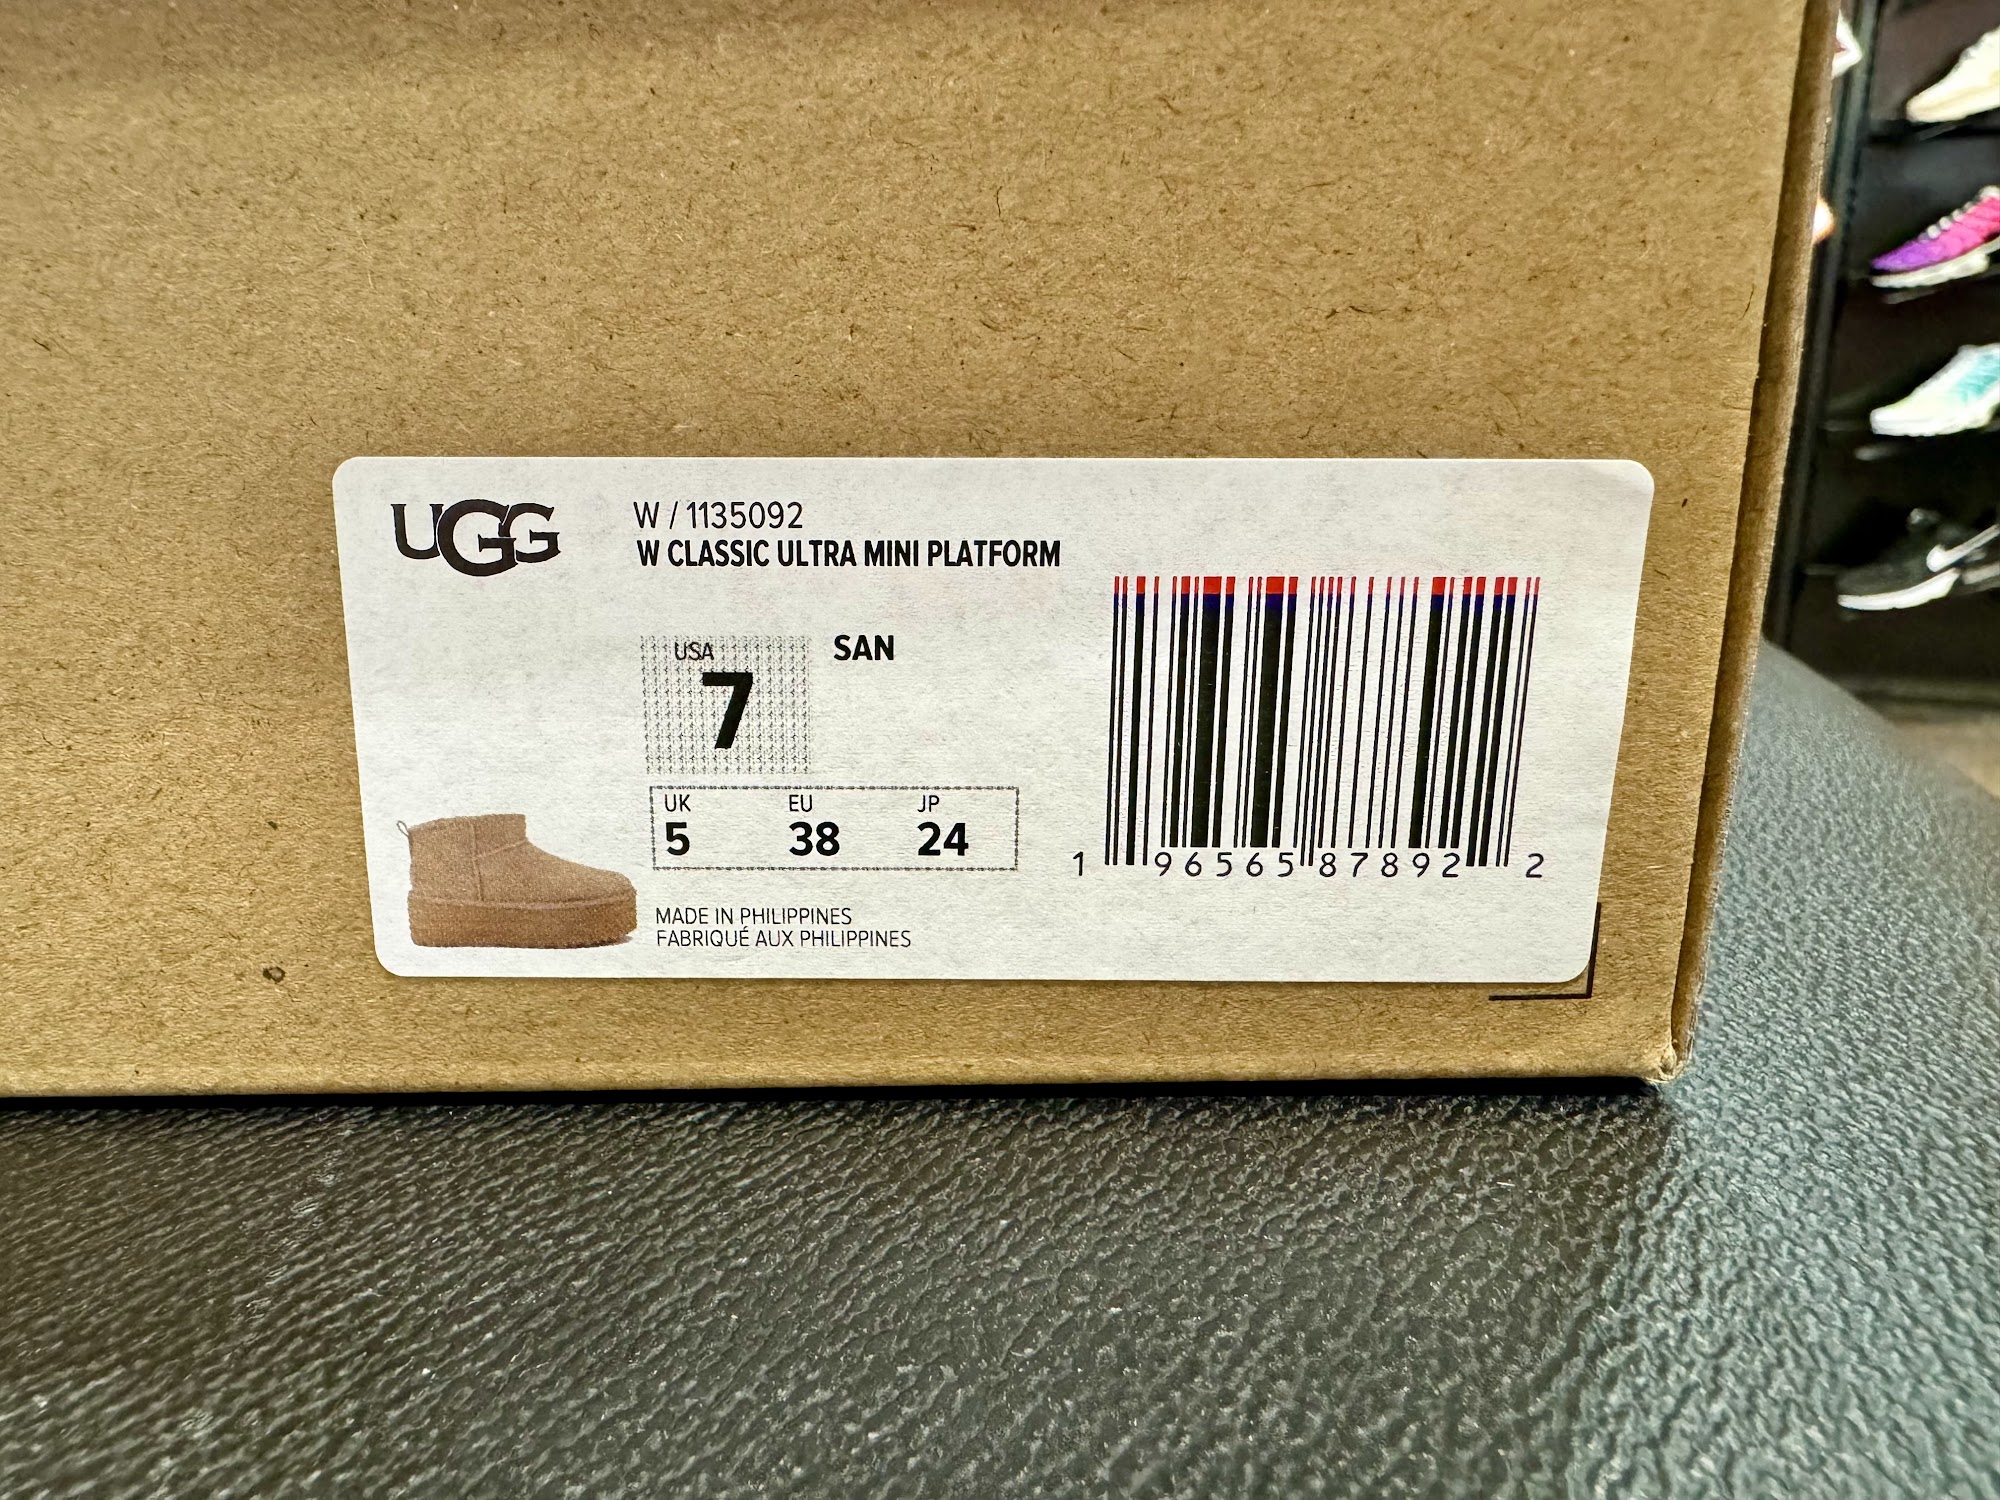 UGG
W / 1135092
W CLASSIC ULTRA MINI PLATFORM
USA
7
SAN
UK EU JP
5 38 24
MADE IN PHILIPPINES
FABRIQUÉ AUX PHILIPPINES
1 96565 87892 2